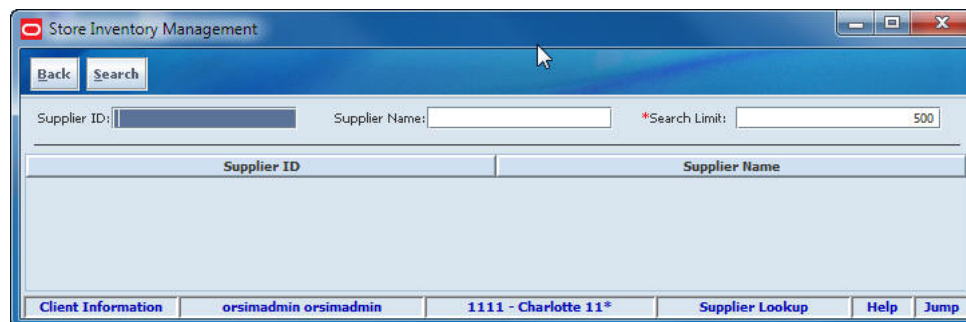 Store Inventory Management
Back Search
Supplier ID: Supplier Name: *Search Limit: 500
Supplier ID Supplier Name
Client Information orsimadmin orsimadmin 1111 - Charlotte 11* Supplier Lookup Help Jump